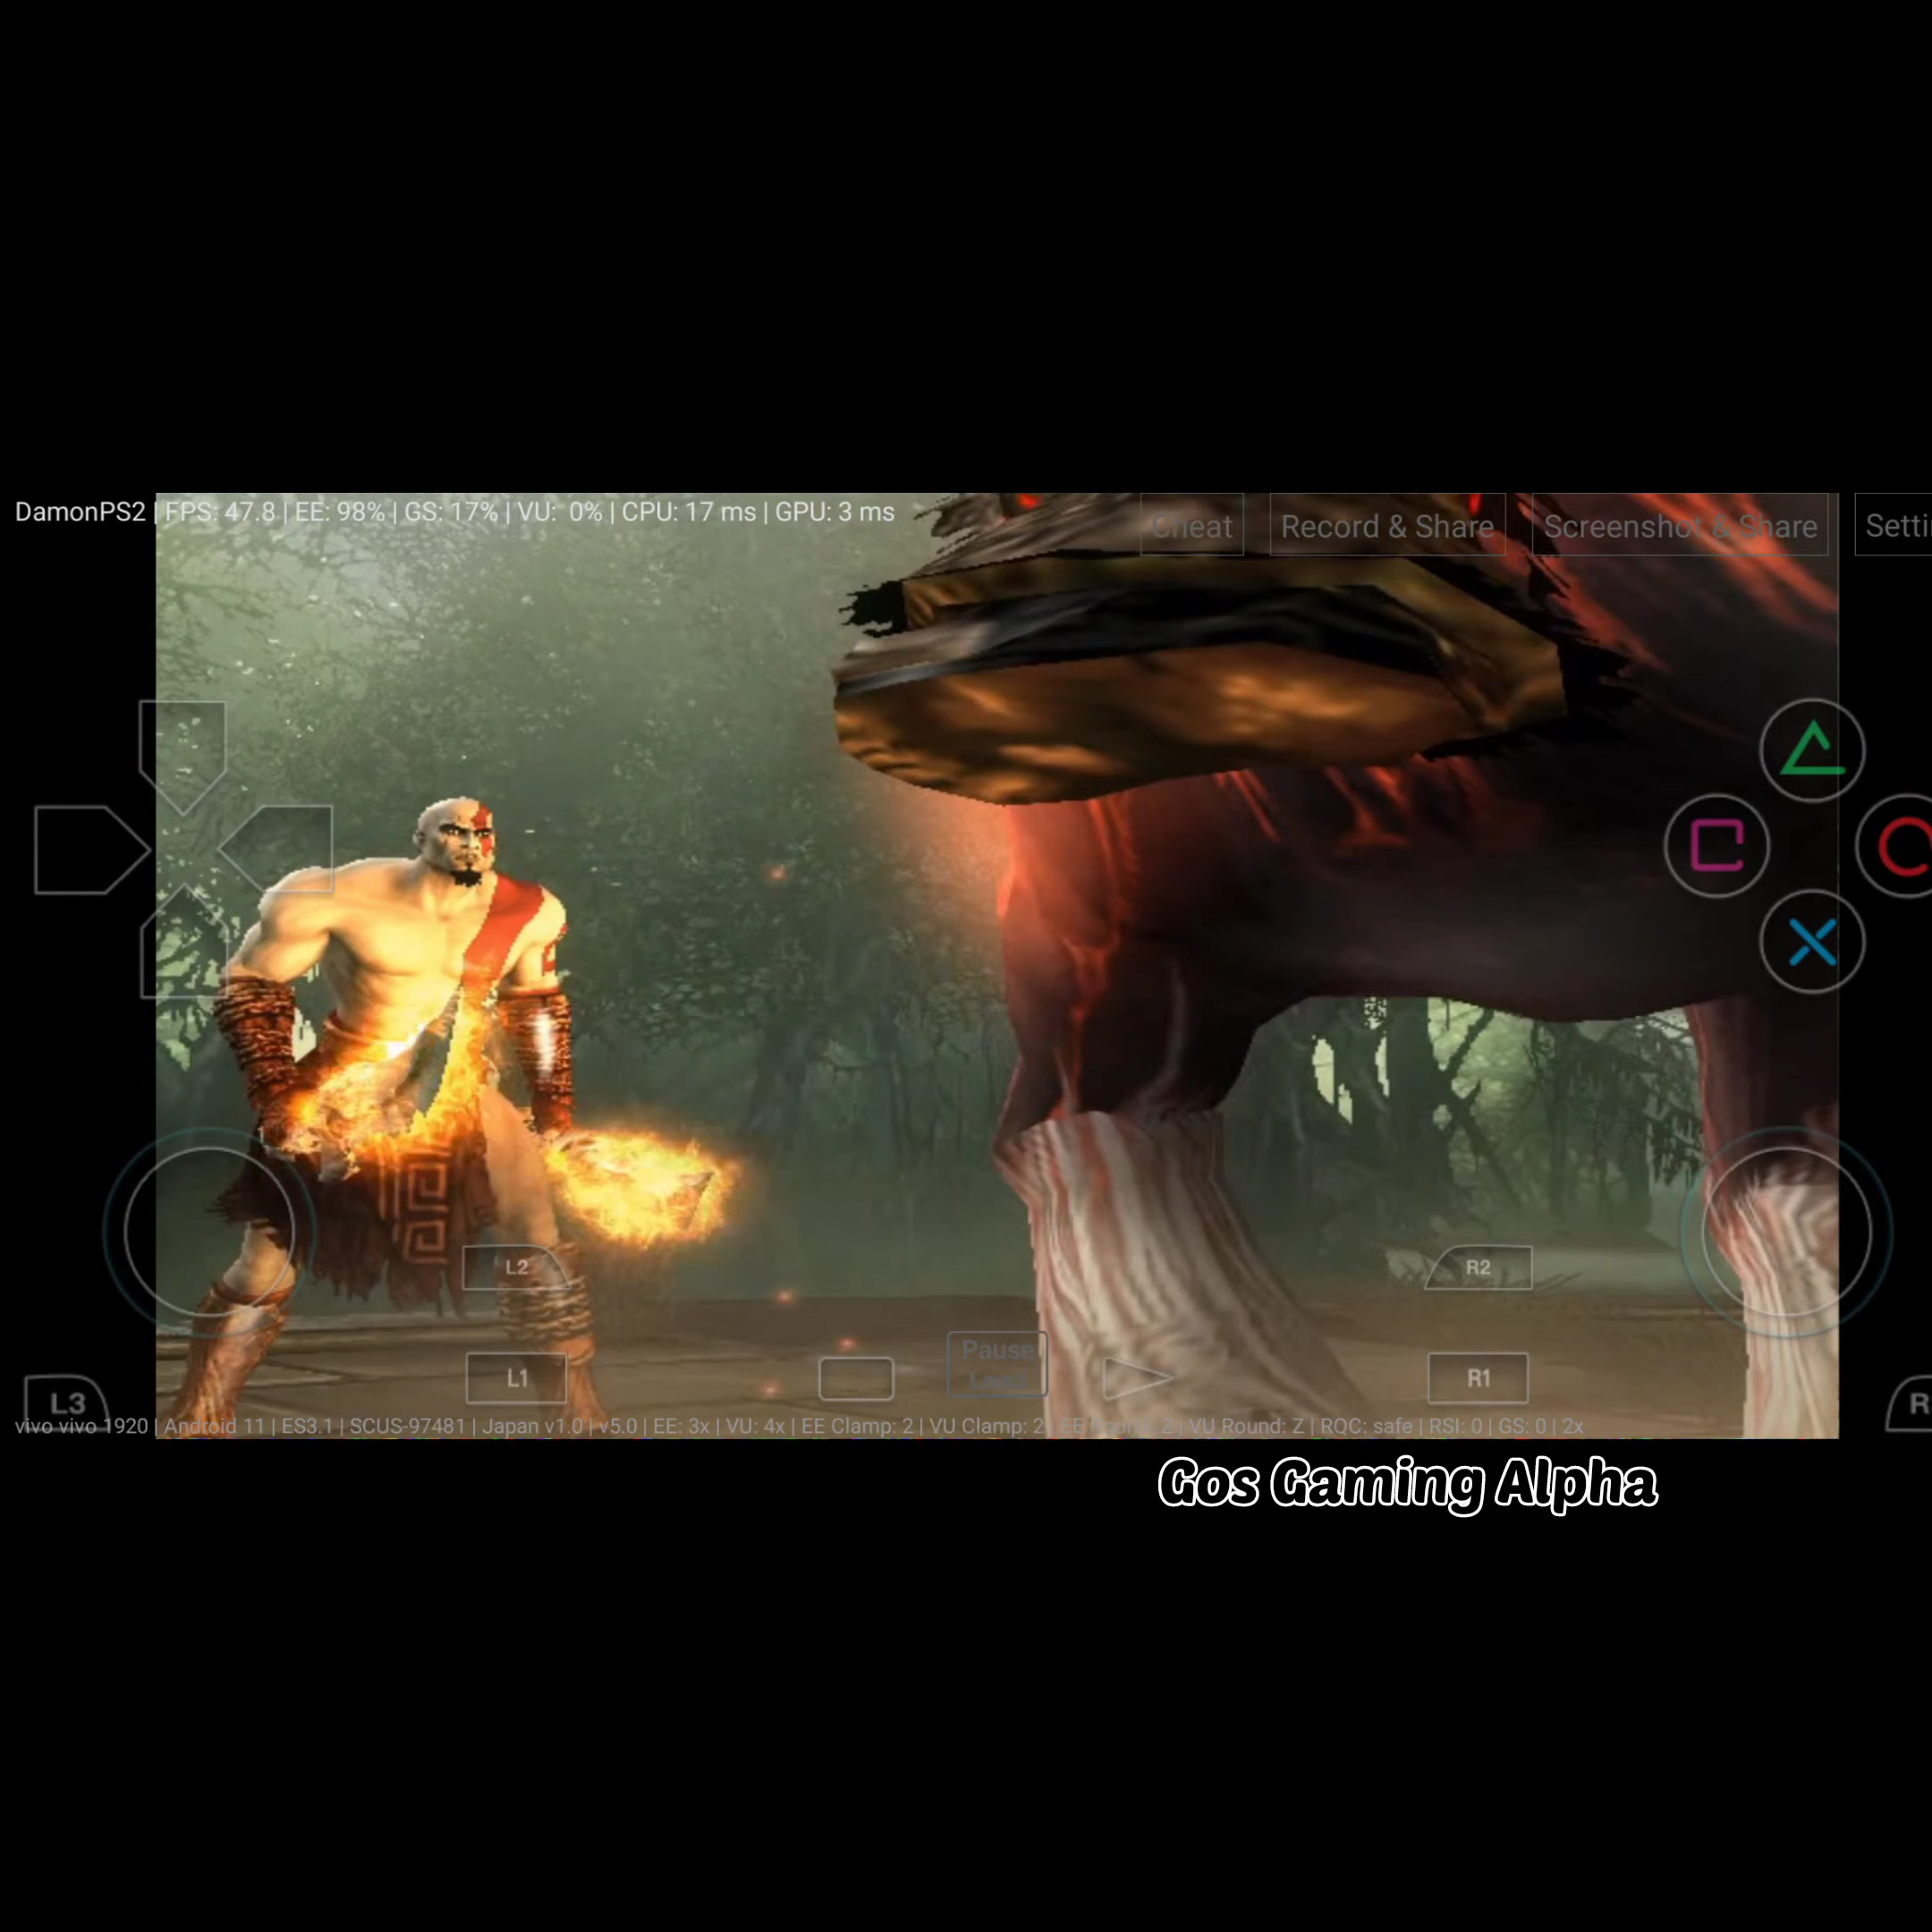 DamonPS2 | FPS: 47.8 | EE: 98% | GS: 17% | VU: 0% | CPU: 17 ms | GPU: 3 ms
Cheat
Record & Share
Screenshot & Share
L2
R2
Pause
L1
R1
L3
vivo vivo 1920 | Android 11 | ES3.1 | SCUS-97481 | Japan v1.0 | v5.0 | EE: 3x | VU: 4x | EE Clamp: 2 | VU Clamp: 2 | VU Round: Z | RQC: safe | RSI: 0 | GS: 0 | 2x
Gos Gaming Alpha